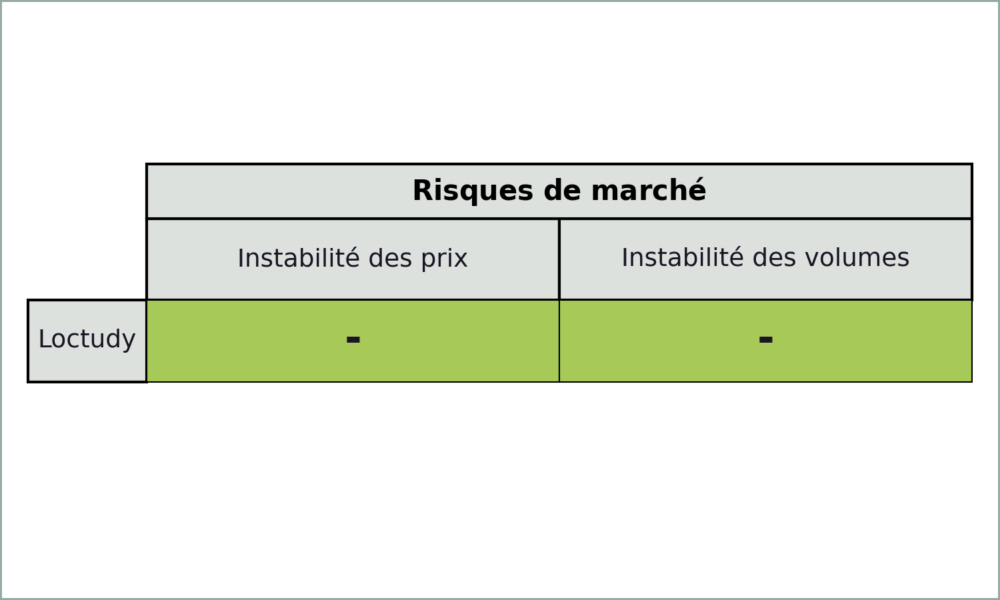 Risques de marché
Instabilité des prix
Instabilité des volumes
Loctudy
-
-